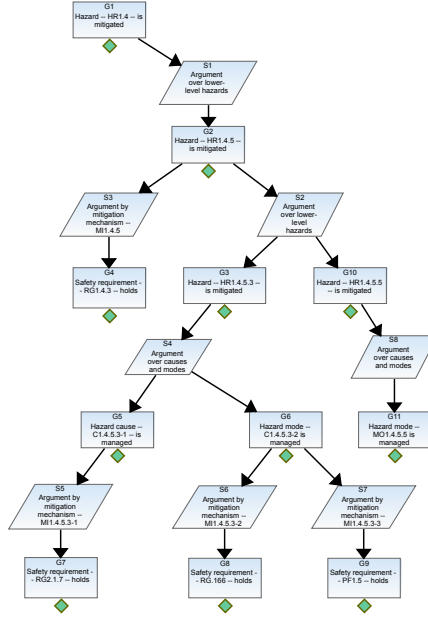 G1
Hazard -- HR1.4 -- is
mitigated
S1
Argument
over lower-
level hazards
G2
Hazard -- HR1.4.5 --
is mitigated
S3
Argument by
mitigation
mechanism --
MI1.4.5
S2
Argument
over lower-
level
hazards
G4
Safety requirement -
- RG1.4.3 -- holds
G3
Hazard -- HR1.4.5.3 --
is mitigated
G10
Hazard -- HR1.4.5.5
-- is mitigated
S4
Argument
over causes
and modes
S8
Argument
over causes
and modes
G5
Hazard cause --
C1.4.5.3-1 -- is
managed
G6
Hazard mode --
C1.4.5.3-2 -- is
managed
G11
Hazard mode --
MO1.4.5.5 -- is
managed
S5
Argument by
mitigation
mechanism --
MI1.4.5.3-1
S6
Argument by
mitigation
mechanism --
MI1.4.5.3-2
S7
Argument by
mitigation
mechanism --
MI1.4.5.3-3
G7
Safety requirement -
- RG2.1.7 -- holds
G8
Safety requirement -
- RG.166 -- holds
G9
Safety requirement -
- PF1.5 -- holds